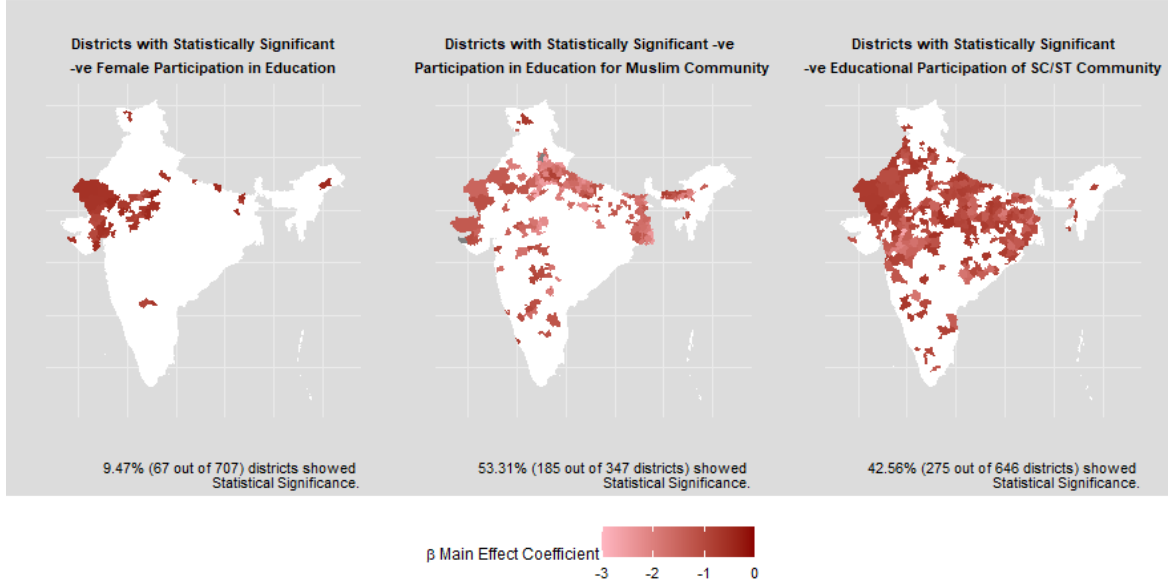 Districts with Statistically Significant
-ve Female Participation in Education
Districts with Statistically Significant -ve
Participation in Education for Muslim Community
Districts with Statistically Significant
-ve Educational Participation of SC/ST Community
9.47% (67 out of 707) districts showed
Statistical Significance.
53.31% (185 out of 347 districts) showed
Statistical Significance.
42.56% (275 out of 646 districts) showed
Statistical Significance.
β Main Effect Coefficient
-3 -2 -1 0